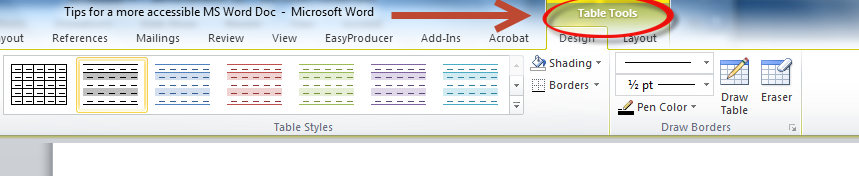 Tips for a more accessible MS Word Doc - Microsoft Word
Table Tools
yout References Mailings Review View EasyProducer Add-Ins Acrobat Design Layout
Shading
Borders
½ pt
Pen Color
Draw Table
Eraser
Table Styles
Draw Borders